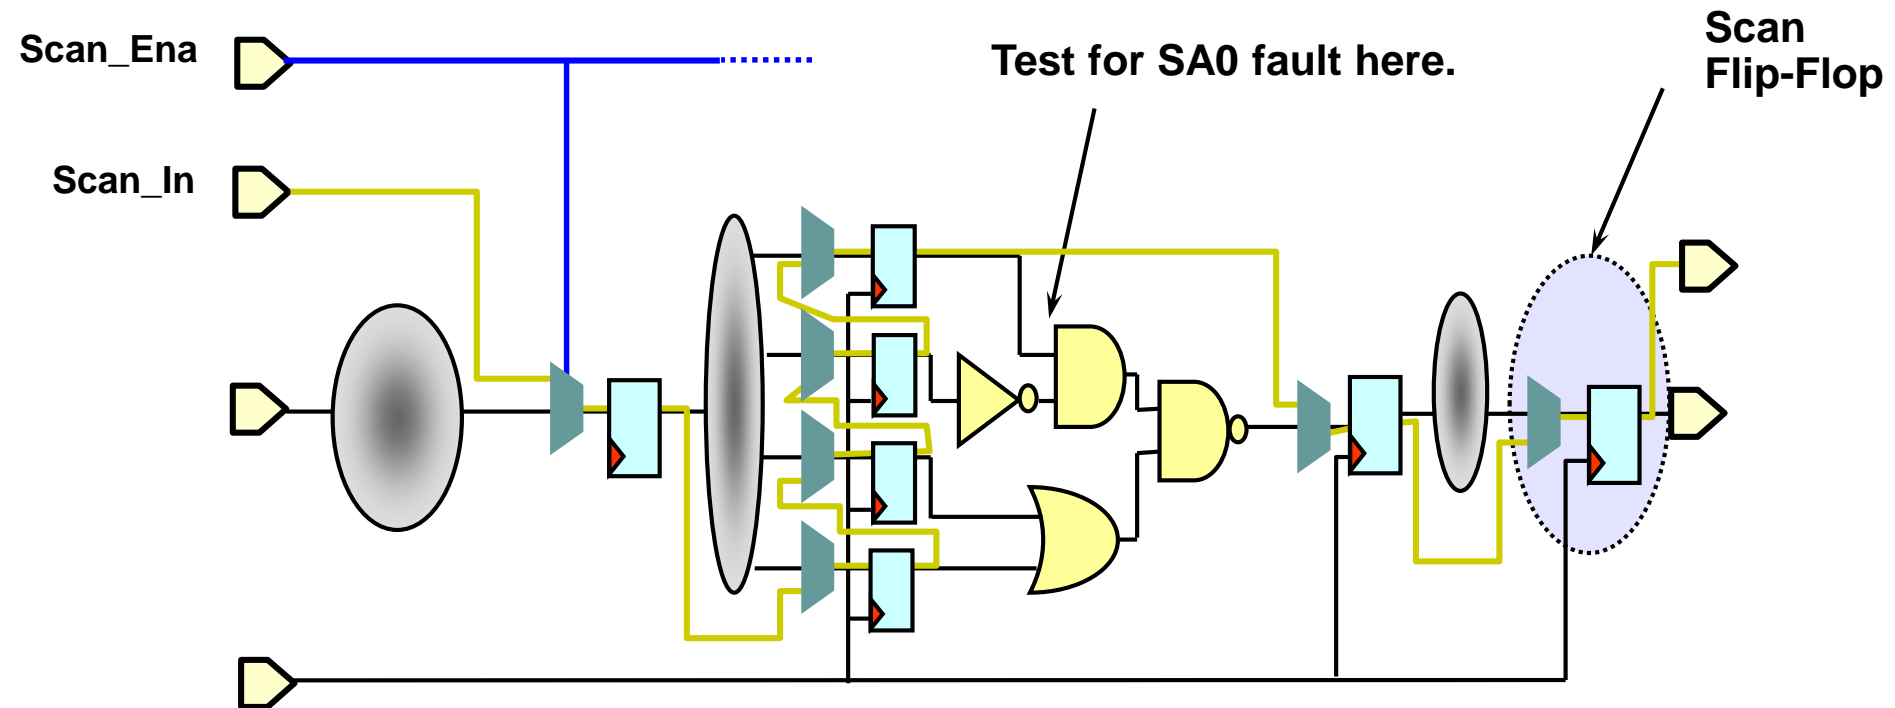 Scan_Ena
Scan_In
Test for SA0 fault here.
Scan
Flip-Flop